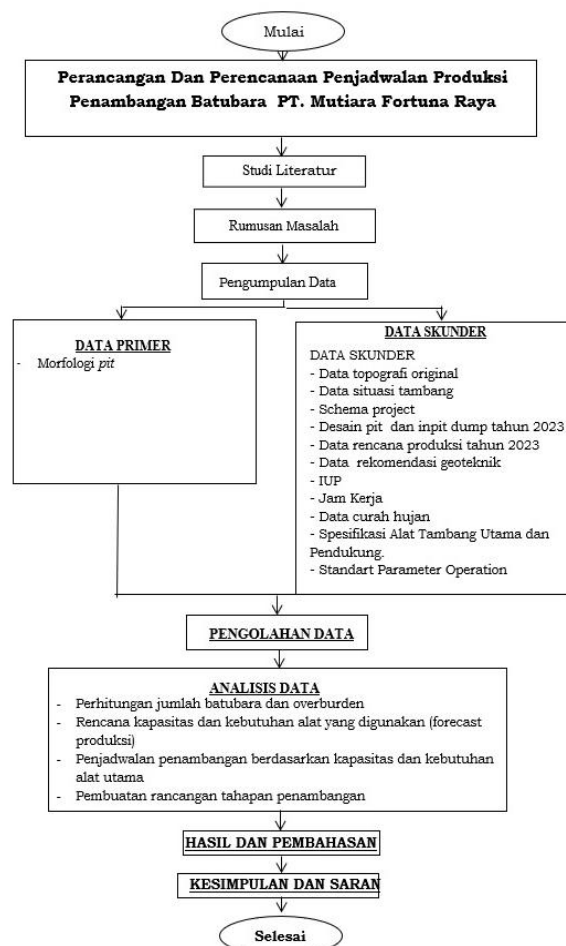 Mulai
Perancangan Dan Perencanaan Penjadwalan Produksi
Penambangan Batubara PT. Mutiara Fortuna Raya
Studi Literatur
Rumusan Masalah
Pengumpulan Data
DATA PRIMER
- Morfologi pit
DATA SKUNDER
DATA SKUNDER
- Data topografi original
- Data situasi tambang
- Schema project
- Desain pit dan inpit dump tahun 2023
- Data rencana produksi tahun 2023
- Data rekomendasi geoteknik
- IUP
- Jam Kerja
- Data curah hujan
- Spesifikasi Alat Tambang Utama dan
Pendukung.
- Standart Parameter Operation
PENGOLAHAN DATA
ANALISIS DATA
- Perhitungan jumlah batubara dan overburden
- Rencana kapasitas dan kebutuhan alat yang digunakan (forecast
produksi)
- Penjadwalan penambangan berdasarkan kapasitas dan kebutuhan
alat utama
- Pembuatan rancangan tahapan penambangan
HASIL DAN PEMBAHASAN
KESIMPULAN DAN SARAN
Selesai